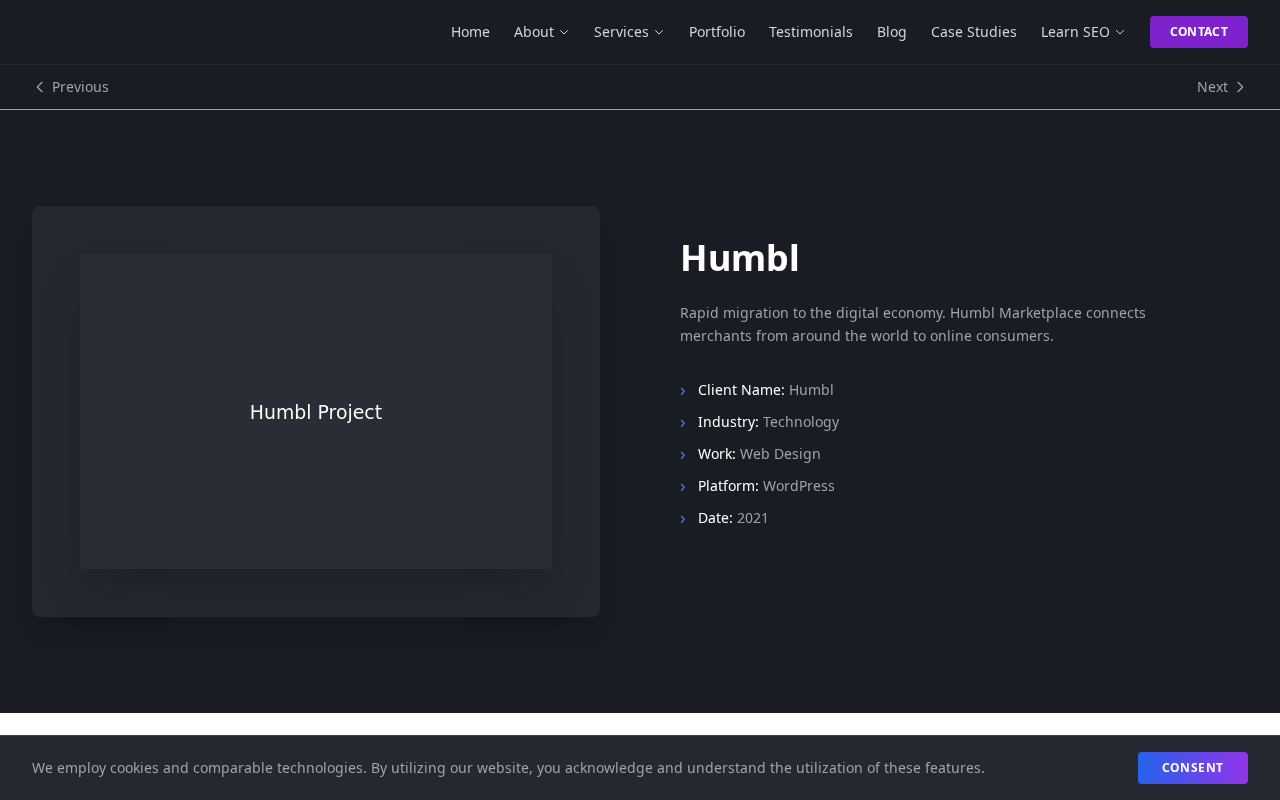 Home About Services Portfolio Testimonials Blog Case Studies Learn SEO CONTACT
Previous Next
Humbl Project
Humbl
Rapid migration to the digital economy. Humbl Marketplace connects
merchants from around the world to online consumers.
Client Name: Humbl
Industry: Technology
Work: Web Design
Platform: WordPress
Date: 2021
We employ cookies and comparable technologies. By utilizing our website, you acknowledge and understand the utilization of these features. CONSENT